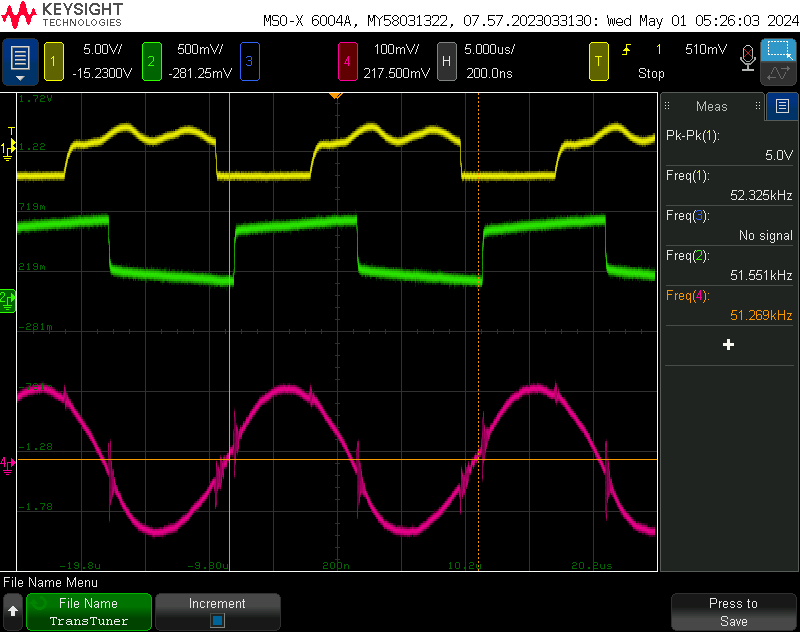 KEYSIGHT
TECHNOLOGIES
MSO-X 6004A, MY58031322, 07.57.2023033130: Wed May 01 05:26:03 2024
1 5.00V/ 2 500mV/ 3 4 100mV/ H 5.000us/ T 1 510mV
-15.2300V -281.25mV 217.500mV 200.0ns Stop
1.72V
T
1
1.22
719m
219m
2
-281m
-1.28
4
-1.78
-19.8u -9.80u 200n 10.2u 20.2us
Meas
Pk-Pk(1):
5.0V
Freq(1):
52.325kHz
Freq(3):
No signal
Freq(2):
51.551kHz
Freq(4):
51.269kHz
File Name Menu
File Name
TransTuner
Increment
Press to
Save